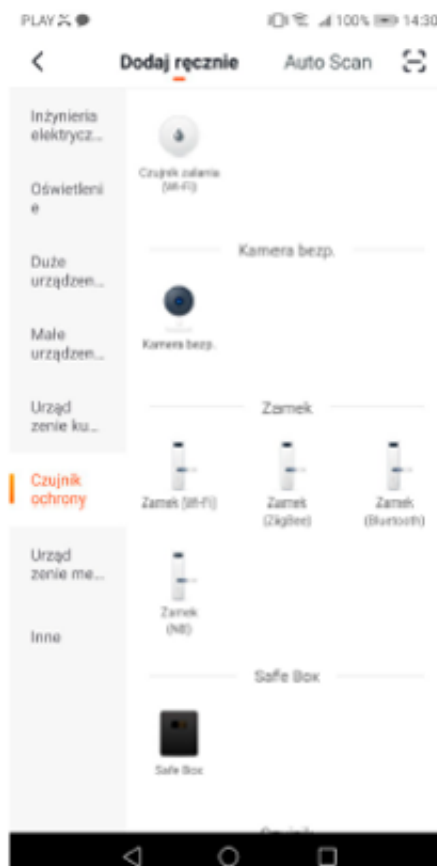 PLAY
100% 14:30
Dodaj ręcznie Auto Scan
Inżynieria
elektrycz...
Oświetleni
e
Duże
urządzen...
Małe
urządzen...
Urząd
zenie ku...
Czujnik
ochrony
Urząd
zenie me...
Inne
Czujnik zalania
(Wi-Fi)
Kamera bezp.
Kamera bezp.
Zamek
Zamek (Wi-Fi)
Zamek
(ZigBee)
Zamek
(Bluetooth)
Zamek
(NB)
Safe Box
Safe Box